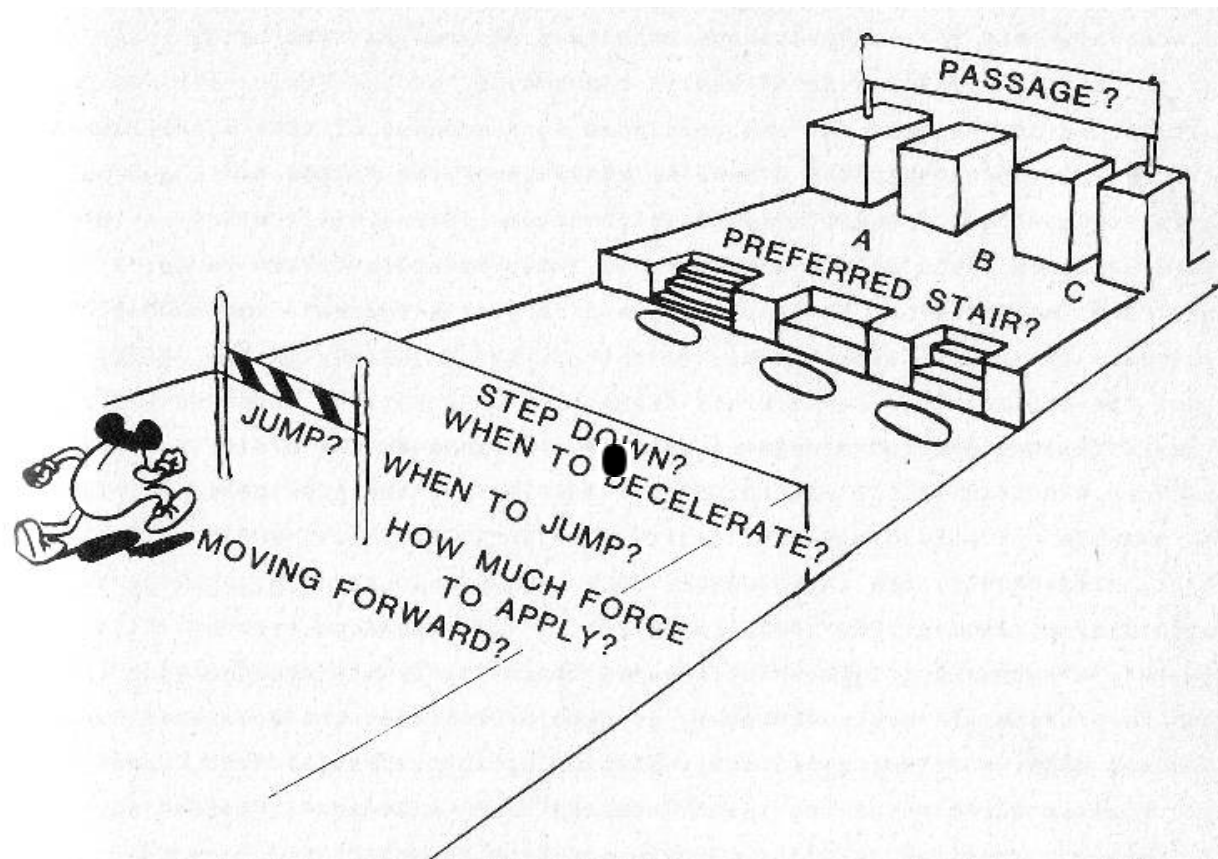 PASSAGE?
A
B
C
PREFERRED STAIR?
STEP DOWN?
WHEN TO DECELERATE?
JUMP?
WHEN TO JUMP?
HOW MUCH FORCE
TO APPLY?
MOVING FORWARD?